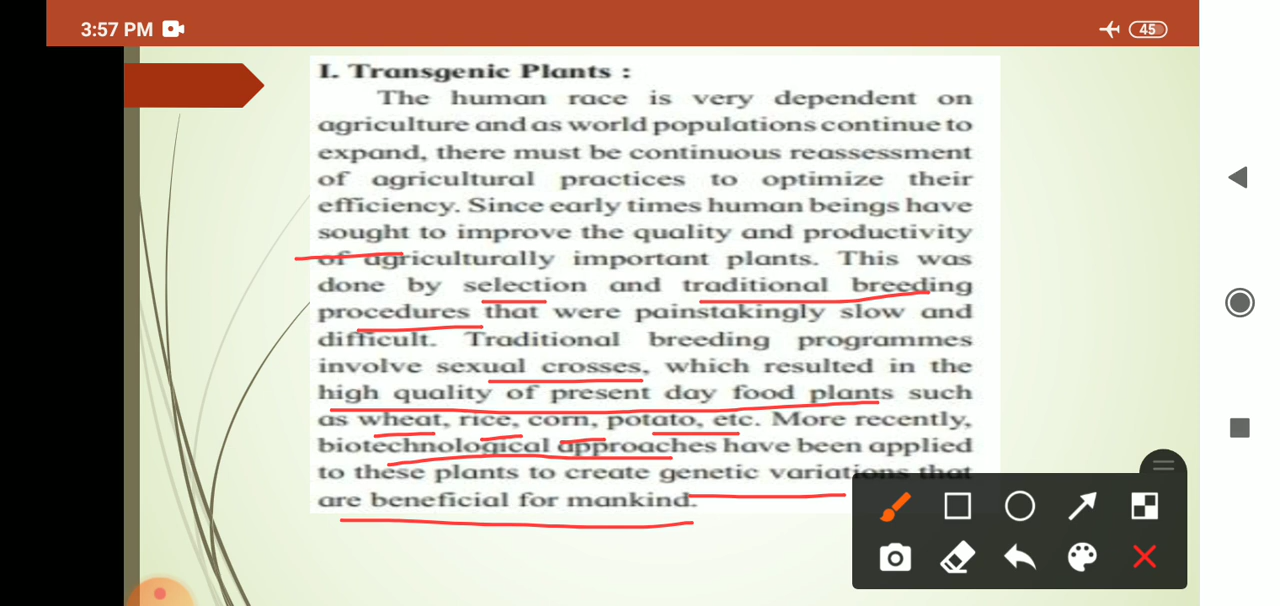 3:57 PM
45
I. Transgenic Plants :
The human race is very dependent on
agriculture and as world populations continue to
expand, there must be continuous reassessment
of agricultural practices to optimize their
efficiency. Since early times human beings have
sought to improve the quality and productivity
of agriculturally important plants. This was
done by selection and traditional breeding
procedures that were painstakingly slow and
difficult. Traditional breeding programmes
involve sexual crosses, which resulted in the
high quality of present day food plants such
as wheat, rice, corn, potato, etc. More recently,
biotechnological approaches have been applied
to these plants to create genetic variations that
are beneficial for mankind.